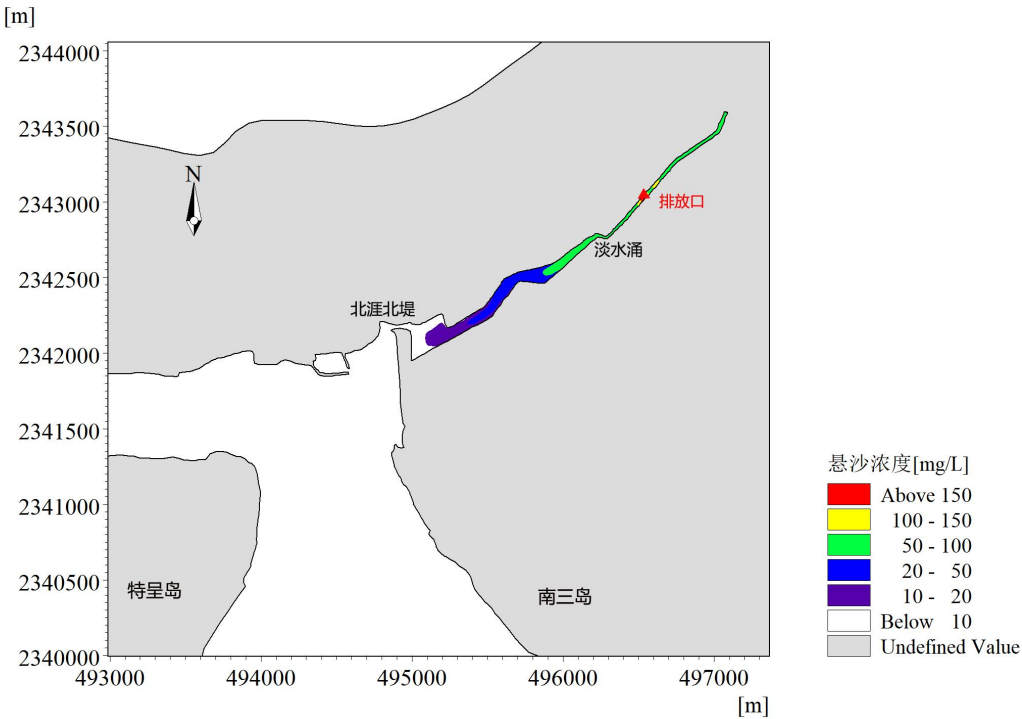 [m]
2344000
2343500
N
2343000
排放口
淡水涌
2342500
北涯北堤
2342000
2341500
悬沙浓度[mg/L]
Above 150
2341000
100 - 150
50 - 100
2340500
特呈岛
南三岛
20 - 50
10 - 20
Below 10
2340000
Undefined Value
493000 494000 495000 496000 497000
[m]